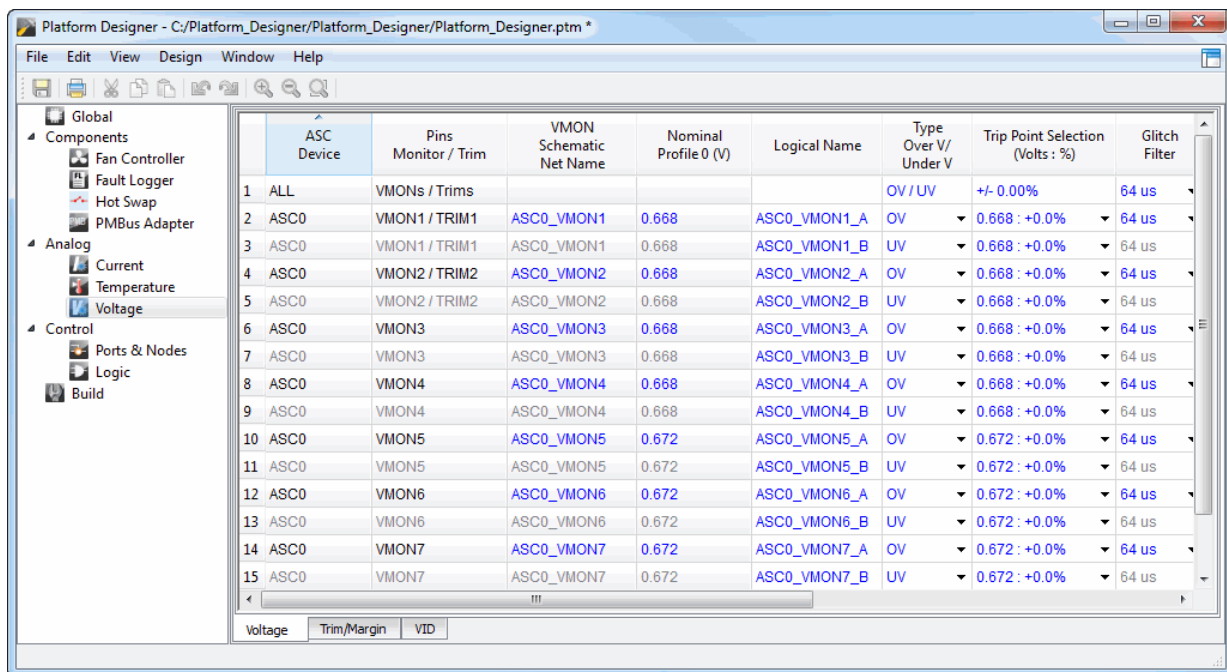 Platform Designer - C:/Platform_Designer/Platform_Designer/Platform_Designer.ptm *
File Edit View Design Window Help
Global
Components
Fan Controller
FL
Fault Logger
Hot Swap
PMBus Adapter
Analog
Current
Temperature
Voltage
Control
Ports & Nodes
Logic
Build
ASC Device
Pins Monitor / Trim
VMON Schematic Net Name
Nominal Profile 0 (V)
Logical Name
Type Over V/ Under V
Trip Point Selection (Volts : %)
Glitch Filter
1 ALL VMONs / Trims OV / UV +/- 0.00% 64 us
2 ASC0 VMON1 / TRIM1 ASC0_VMON1 0.668 ASC0_VMON1_A OV 0.668 : +0.0% 64 us
3 ASC0 VMON1 / TRIM1 ASC0_VMON1 0.668 ASC0_VMON1_B UV 0.668 : +0.0% 64 us
4 ASC0 VMON2 / TRIM2 ASC0_VMON2 0.668 ASC0_VMON2_A OV 0.668 : +0.0% 64 us
5 ASC0 VMON2 / TRIM2 ASC0_VMON2 0.668 ASC0_VMON2_B UV 0.668 : +0.0% 64 us
6 ASC0 VMON3 ASC0_VMON3 0.668 ASC0_VMON3_A OV 0.668 : +0.0% 64 us
7 ASC0 VMON3 ASC0_VMON3 0.668 ASC0_VMON3_B UV 0.668 : +0.0% 64 us
8 ASC0 VMON4 ASC0_VMON4 0.668 ASC0_VMON4_A OV 0.668 : +0.0% 64 us
9 ASC0 VMON4 ASC0_VMON4 0.668 ASC0_VMON4_B UV 0.668 : +0.0% 64 us
10 ASC0 VMON5 ASC0_VMON5 0.672 ASC0_VMON5_A OV 0.672 : +0.0% 64 us
11 ASC0 VMON5 ASC0_VMON5 0.672 ASC0_VMON5_B UV 0.672 : +0.0% 64 us
12 ASC0 VMON6 ASC0_VMON6 0.672 ASC0_VMON6_A OV 0.672 : +0.0% 64 us
13 ASC0 VMON6 ASC0_VMON6 0.672 ASC0_VMON6_B UV 0.672 : +0.0% 64 us
14 ASC0 VMON7 ASC0_VMON7 0.672 ASC0_VMON7_A OV 0.672 : +0.0% 64 us
15 ASC0 VMON7 ASC0_VMON7 0.672 ASC0_VMON7_B UV 0.672 : +0.0% 64 us
Voltage Trim/Margin VID